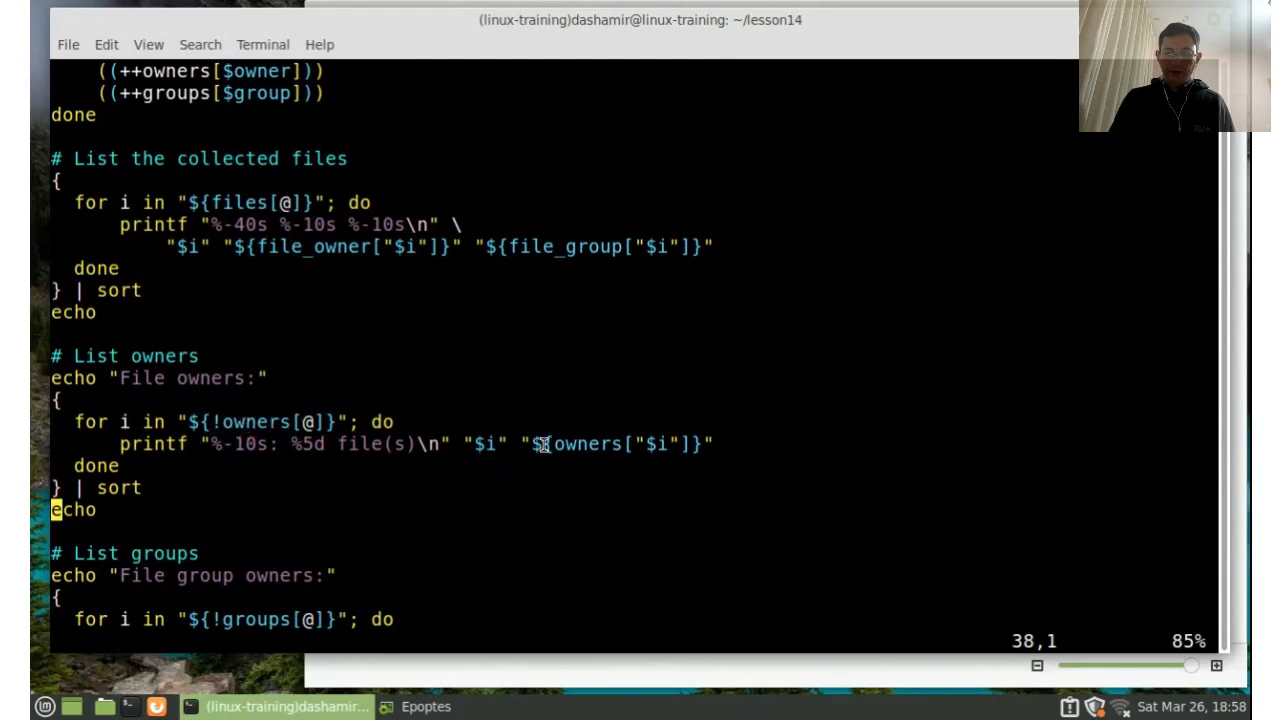 (linux-training)dashamir@linux-training: ~/lesson14
File Edit View Search Terminal Help
    ((++owners[$owner]))
    ((++groups[$group]))
done

# List the collected files
{
  for i in "${files[@]}"; do
      printf "%-40s %-10s %-10s\n" \
          "$i" "${file_owner["$i"]}" "${file_group["$i"]}"
  done
} | sort
echo

# List owners
echo "File owners:"
{
  for i in "${!owners[@]}"; do
      printf "%-10s: %5d file(s)\n" "$i" "${owners["$i"]}"
  done
} | sort
echo

# List groups
echo "File group owners:"
{
  for i in "${!groups[@]}"; do
38,1 85%
(linux-training)dashamir... Epoptes Sat Mar 26, 18:58